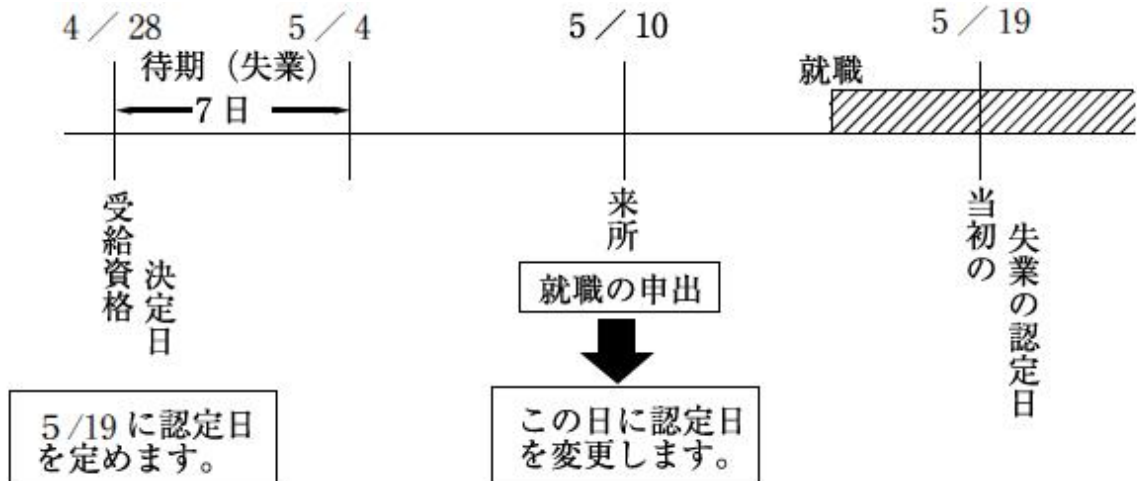 4／28
5／4
5／10
5／19
待期（失業）
7日
就職
受給資格
決定日
来所
就職の申出
当初の
失業の認定日
5/19に認定日
を定めます。
この日に認定日
を変更します。